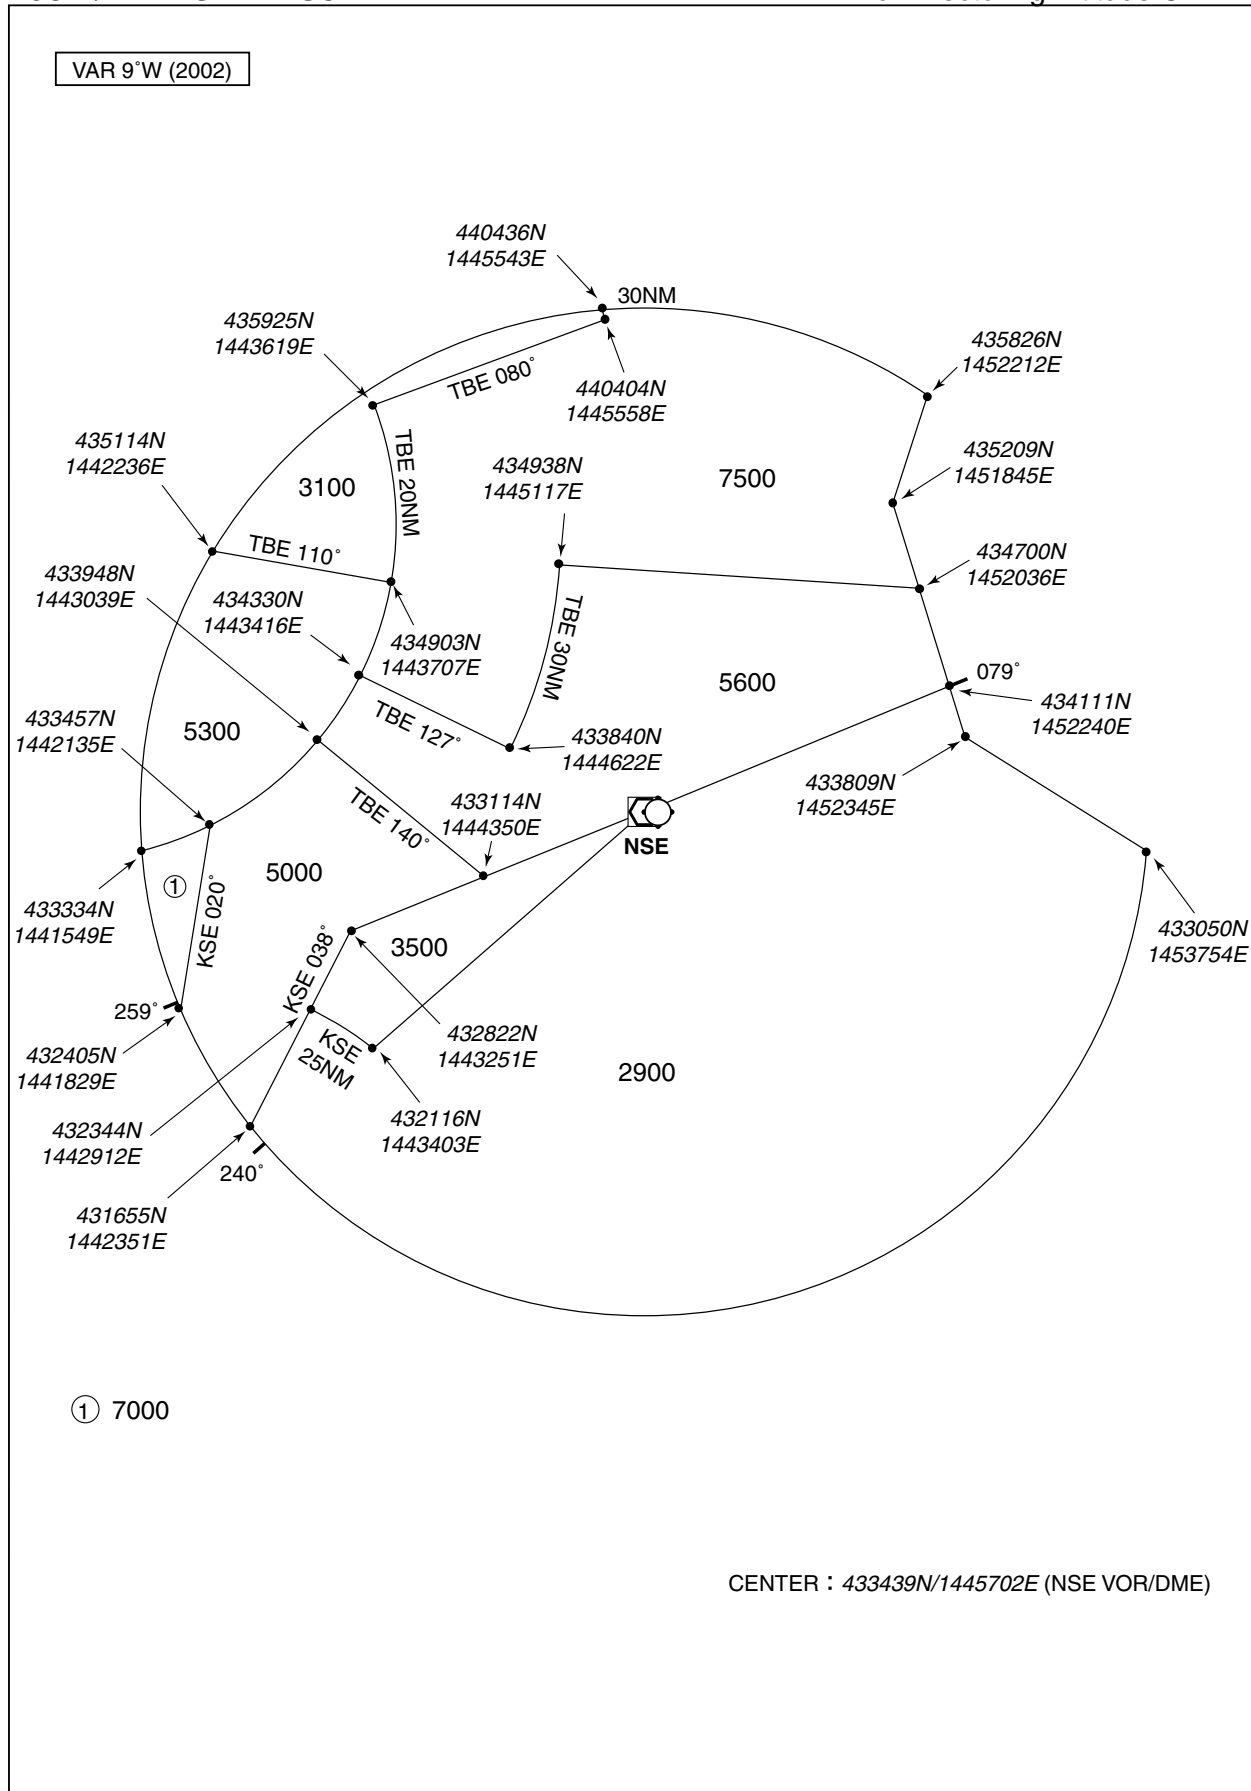 VAR 9˚W (2002)
440436N
1445543E
30NM
435925N
1443619E
TBE 080˚
440404N
1445558E
435826N
1452212E
435114N
1442236E
3100
TBE 20NM
434938N
1445117E
7500
435209N
1451845E
TBE 110˚
433948N
1443039E
434330N
1443416E
434903N
1443707E
434700N
1452036E
TBE 30NM
5600
079˚
434111N
1452240E
433457N
1442135E
5300
TBE 127˚
433840N
1444622E
433809N
1452345E
TBE 140˚
433114N
1444350E
NSE
5000
①
433334N
1441549E
KSE 020˚
KSE 038˚
3500
433050N
1453754E
259˚
432405N
1441829E
KSE
25NM
432822N
1443251E
2900
432344N
1442912E
432116N
1443403E
240˚
431655N
1442351E
① 7000
CENTER : 433439N/1445702E (NSE VOR/DME)